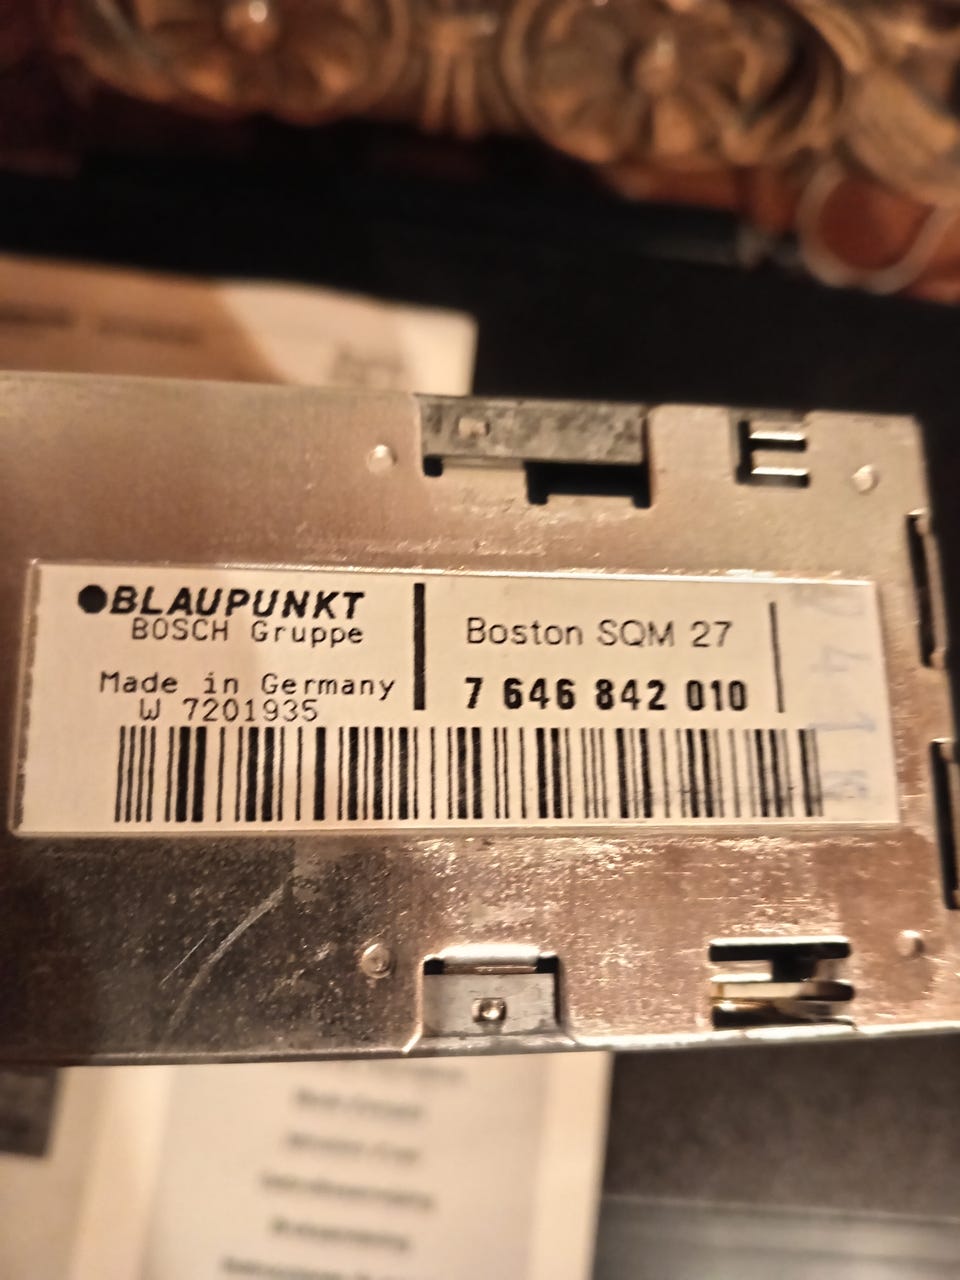 BLAUPUNKT
BOSCH Gruppe
Made in Germany
W 7201935
Boston SQM 27
7 646 842 010